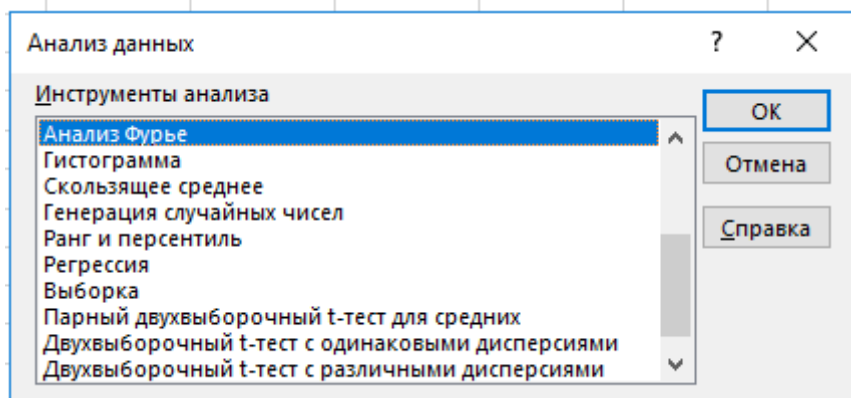 Анализ данных
?
Инструменты анализа
Анализ Фурье
Гистограмма
Скользящее среднее
Генерация случайных чисел
Ранг и персентиль
Регрессия
Выборка
Парный двухвыборочный t-тест для средних
Двухвыборочный t-тест с одинаковыми дисперсиями
Двухвыборочный t-тест с различными дисперсиями
ОК
Отмена
Справка